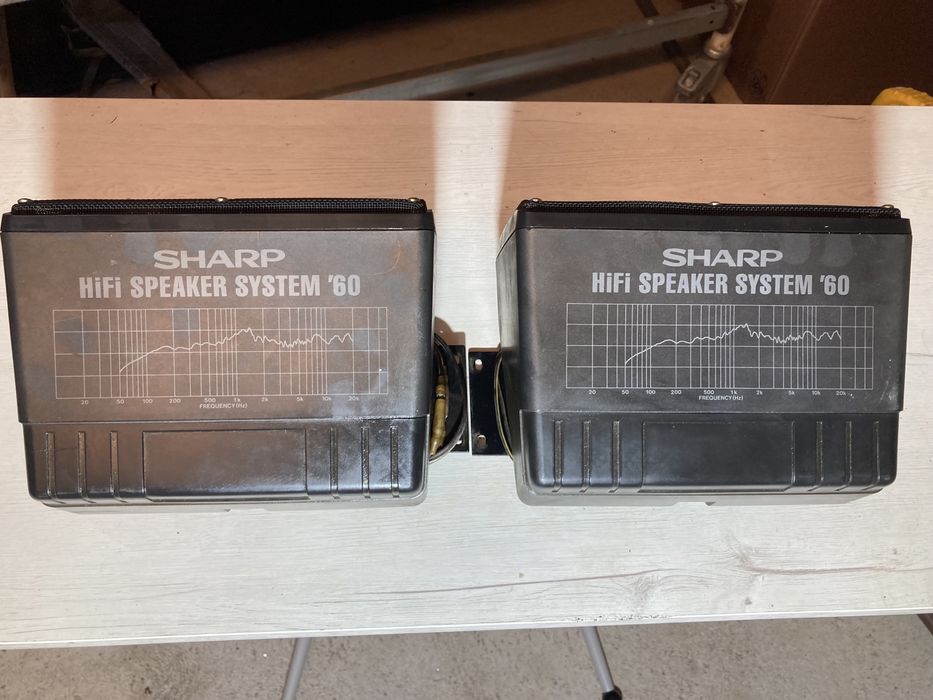 SHARP
HiFi SPEAKER SYSTEM '60
20 50 100 200 500 1k 2k 5k 10k 20k
FREQUENCY(Hz)
SHARP
HiFi SPEAKER SYSTEM '60
20 50 100 200 500 1k 2k 5k 10k 20k
FREQUENCY(Hz)